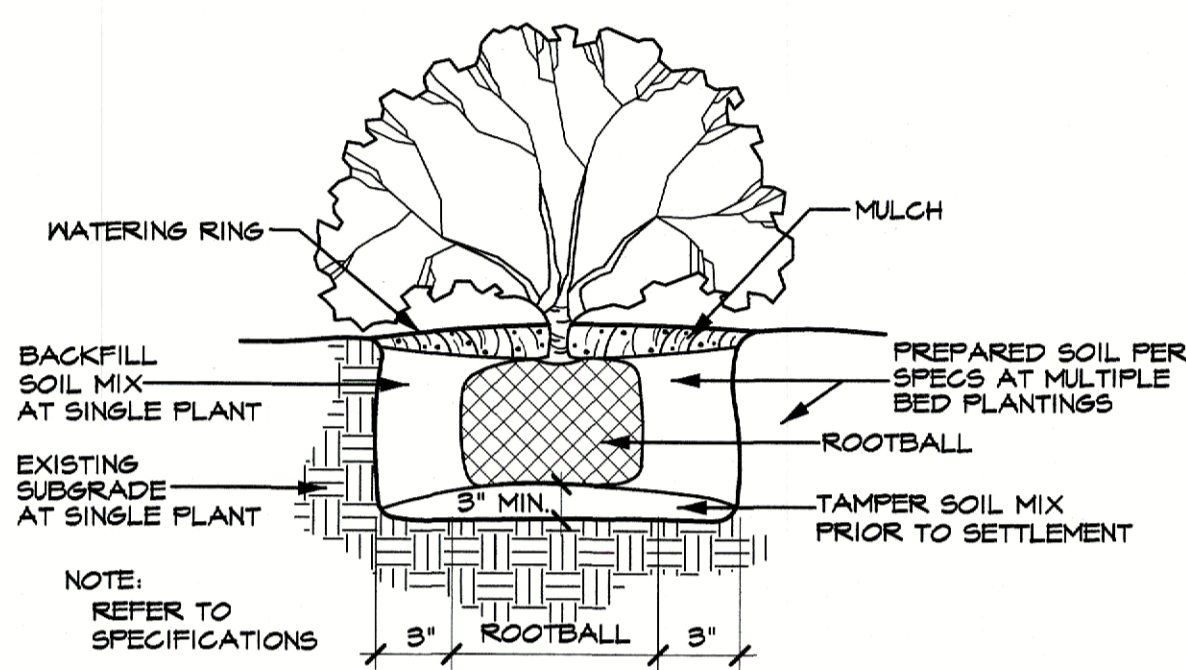 WATERING RING
MULCH
BACKFILL
SOIL MIX
AT SINGLE PLANT
PREPARED SOIL PER
SPECS AT MULTIPLE
BED PLANTINGS
ROOTBALL
EXISTING
SUBGRADE
AT SINGLE PLANT
3" MIN.
TAMPER SOIL MIX
PRIOR TO SETTLEMENT
NOTE:
REFER TO
SPECIFICATIONS
3"
ROOTBALL
3"